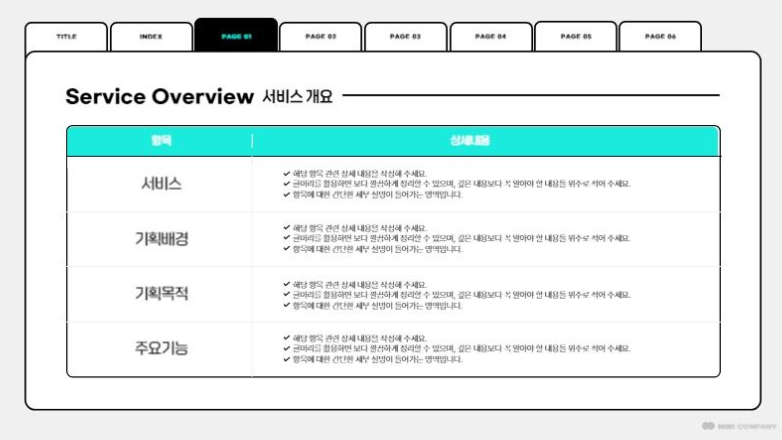 TITLE
INDEX
PAGE 01
PAGE 02
PAGE 03
PAGE 04
PAGE 05
PAGE 06
Service Overview 서비스 개요
항목
상세내용
서비스
해당 항목 관련 상세 내용을 작성해 주세요.
글머리를 활용하면 보다 깔끔하게 정리할 수 있으며, 깊은 내용보다 꼭 알아야 할 내용들 위주로 적어 주세요.
항목에 대한 간단한 세부 설명이 들어가는 영역입니다.
기획배경
해당 항목 관련 상세 내용을 작성해 주세요.
글머리를 활용하면 보다 깔끔하게 정리할 수 있으며, 깊은 내용보다 꼭 알아야 할 내용들 위주로 적어 주세요.
항목에 대한 간단한 세부 설명이 들어가는 영역입니다.
기획목적
해당 항목 관련 상세 내용을 작성해 주세요.
글머리를 활용하면 보다 깔끔하게 정리할 수 있으며, 깊은 내용보다 꼭 알아야 할 내용들 위주로 적어 주세요.
항목에 대한 간단한 세부 설명이 들어가는 영역입니다.
주요기능
해당 항목 관련 상세 내용을 작성해 주세요.
글머리를 활용하면 보다 깔끔하게 정리할 수 있으며, 깊은 내용보다 꼭 알아야 할 내용들 위주로 적어 주세요.
항목에 대한 간단한 세부 설명이 들어가는 영역입니다.
COMPANY